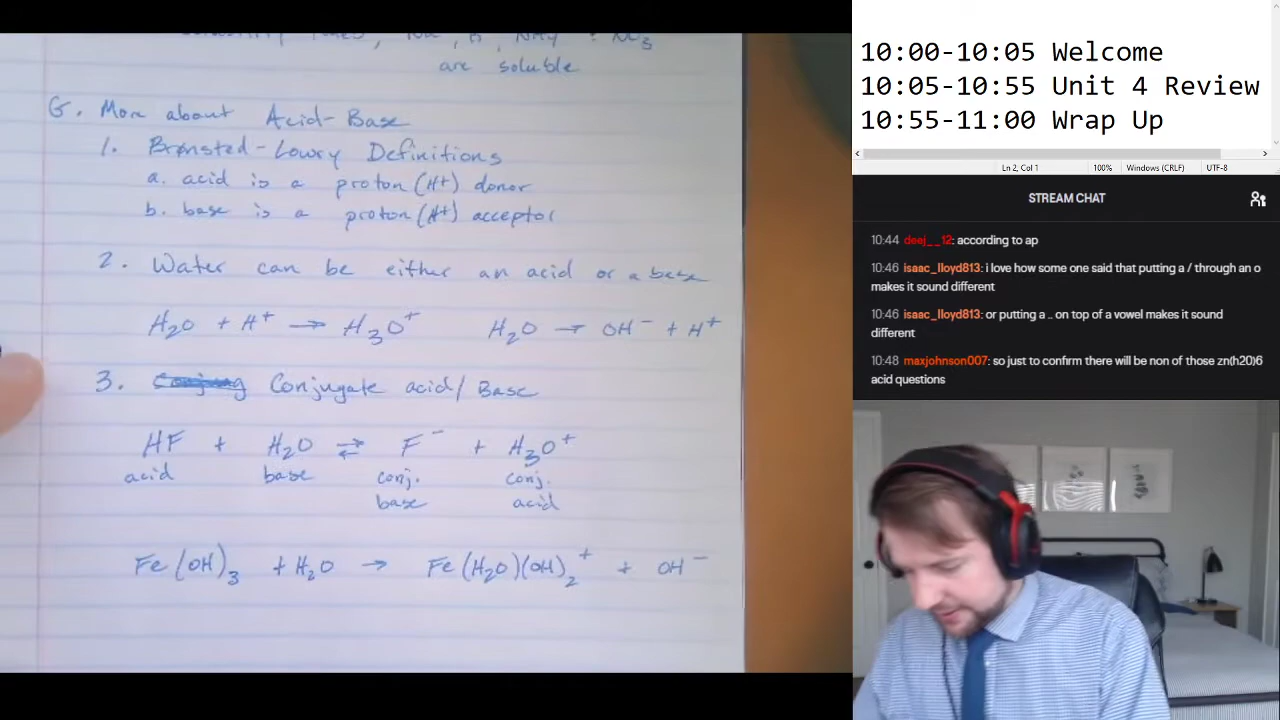 Na⁺, K⁺, NH₄⁺ + NO₃⁻
are soluble
G. More about Acid-Base
1. Brønsted-Lowry Definitions
a. acid is a proton (H+) donor
b. base is a proton (H+) acceptor
2. Water can be either an acid or a base
H₂O + H⁺ → H₃O⁺ H₂O → OH⁻ + H⁺
3. Conjugate acid/Base
HF + H₂O ⇌ F⁻ + H₃O⁺
acid base conj. conj.
base acid
Fe(OH)₃ + H₂O → Fe(H₂O)(OH)₂⁺ + OH⁻
10:00-10:05 Welcome
10:05-10:55 Unit 4 Review
10:55-11:00 Wrap Up
Ln 2, Col 1 100% Windows (CRLF) UTF-8
STREAM CHAT
10:44 deej__12: according to ap
10:46 isaac_lloyd813: i love how some one said that putting a / through an o
makes it sound different
10:46 isaac_lloyd813: or putting a .. on top of a vowel makes it sound
different
10:48 maxjohnson007: so just to confirm there will be non of those zn(h20)6
acid questions